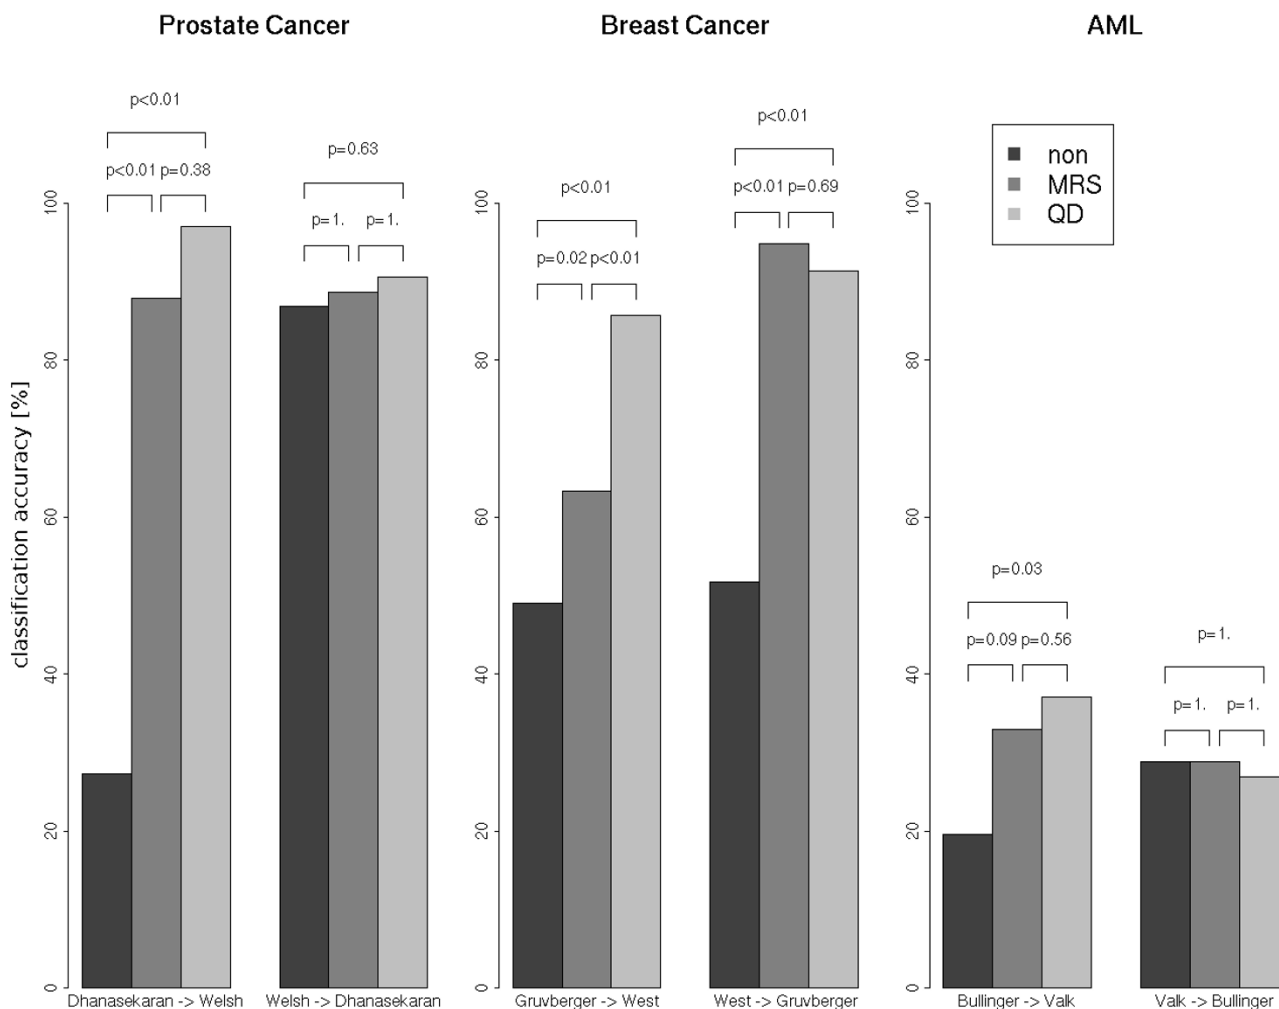 Prostate Cancer
Breast Cancer
AML
classification accuracy [%]
p<0.01
p<0.01 p=0.38
p=0.63
p=1. p=1.
100
80
60
40
20
0
Dhanasekaran -> Welsh
Welsh -> Dhanasekaran
p<0.01
p=0.02 p<0.01
p<0.01
p<0.01 p=0.69
100
80
60
40
20
0
Gruvberger -> West
West -> Gruvberger
non
MRS
QD
p=0.03
p=0.09 p=0.56
p=1.
p=1. p=1.
100
80
60
40
20
0
Bullinger -> Valk
Valk -> Bullinger